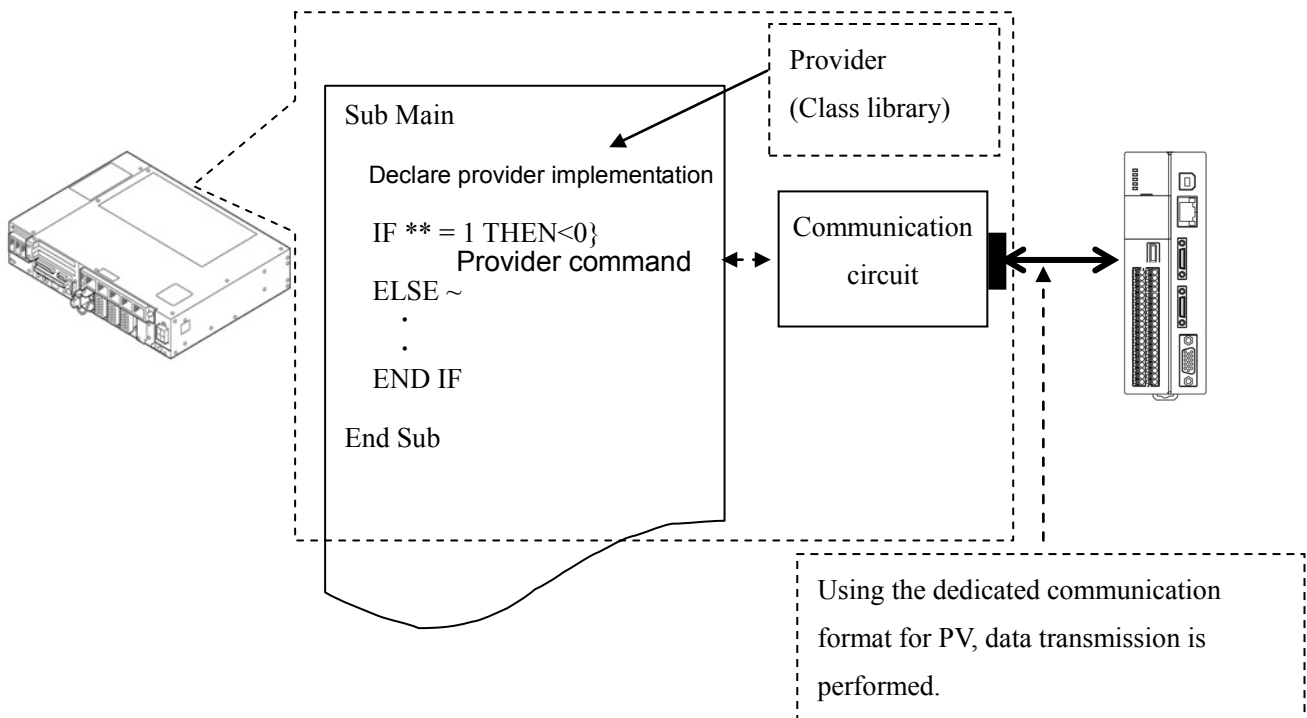 Provider
(Class library)
Sub Main
Declare provider implementation
IF ** = 1 THEN<0}
Provider command
ELSE ~
.
.
END IF
End Sub
Communication
circuit
Using the dedicated communication
format for PV, data transmission is
performed.